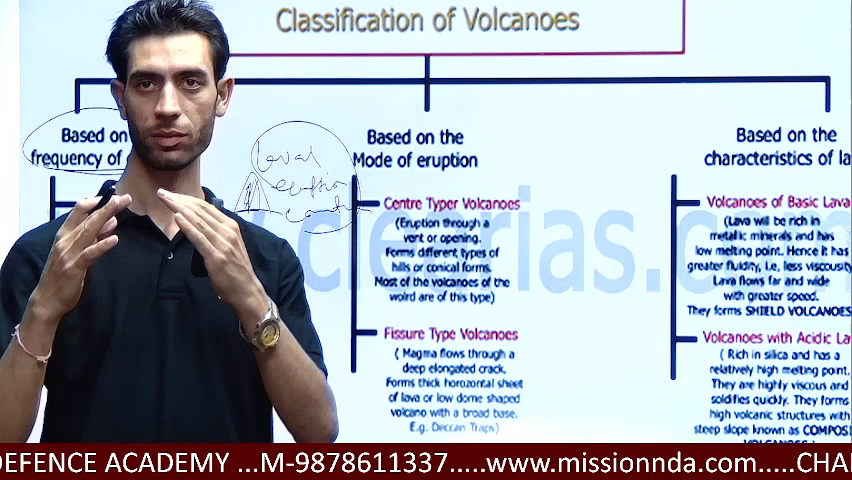 Classification of Volcanoes
Based on
frequency of
Based on the
Mode of eruption
Centre Typer Volcanoes
(Eruption through a
vert or opening.
Forms different types of
hills or conical forms.
Most of the volcanoes of the
wolrd are of this type)
Fissure Type Volcanoes
( Magma flows through a
deep elongated crack.
Forms thick horozontal sheet
of lava or low dome shaped
volcano with a broad base.
E.g. Deccan Traps)
Based on the
characteristics of la
Volcanoes of Basic Lava
(Lava will be rich in
metallic minerals and has
low melting point. Hence it has
greater fluidity, i.e, less viscousity
Lava flows far and wide
with greater speed.
They forms SHIELD VOLCANOES
Volcanoes with Acidic La
( Rich in silica and has a
relatively high melting point.
They are highly viscous and
soldifies quickly. They forms
high volcanic structures with
steep slope known as COMPOSI
VOLCANOES )
DEFENCE ACADEMY ...M-9878611337.....www.missionnda.com.....CHA